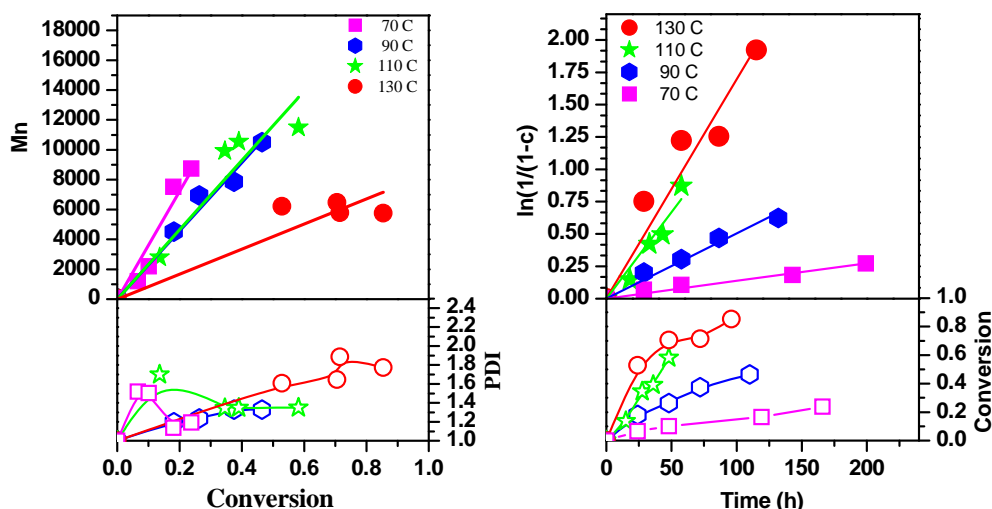 18000
16000
14000
12000
10000
8000
6000
4000
2000
0
Mn
70 C
90 C
110 C
130 C
2.4
2.2
2.0
1.8
1.6
1.4
1.2
1.0
PDI
0.0 0.2 0.4 0.6 0.8 1.0
Conversion
2.00
1.75
1.50
1.25
1.00
0.75
0.50
0.25
0.00
ln(1/(1-c)
130 C
110 C
90 C
70 C
1.0
0.8
0.6
0.4
0.2
0.0
Conversion
0 50 100 150 200
Time (h)